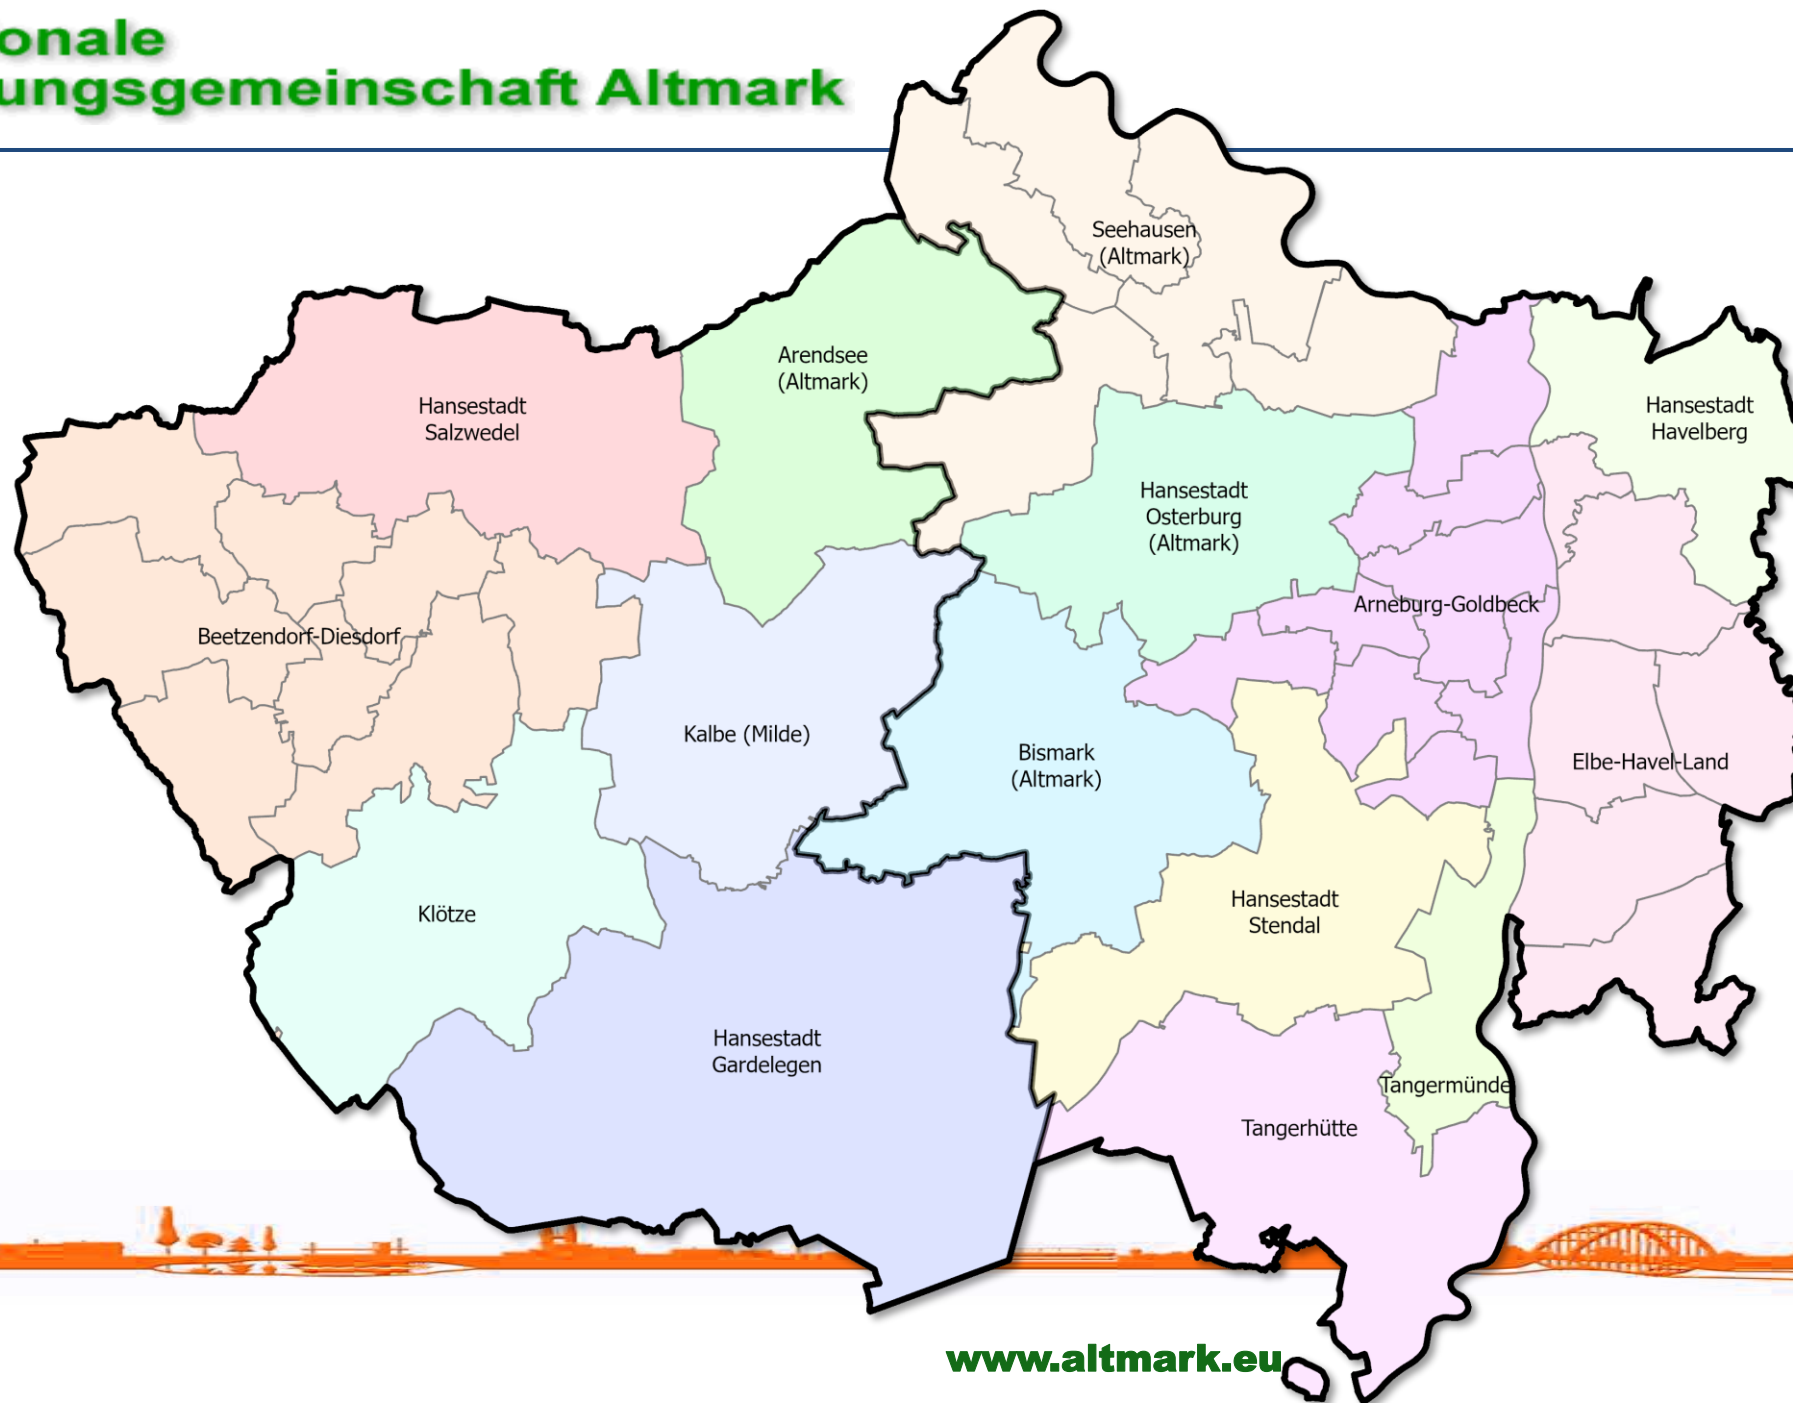 onale
ungsgemeinschaft Altmark
Seehausen
(Altmark)
Arendsee
(Altmark)
Hansestadt
Salzwedel
Hansestadt
Havelberg
Hansestadt
Osterburg
(Altmark)
Arneburg-Goldbeck
Beetzendorf-Diesdorf
Kalbe (Milde)
Bismark
(Altmark)
Elbe-Havel-Land
Klötze
Hansestadt
Stendal
Hansestadt
Gardelegen
Tangermünde
Tangerhütte
www.altmark.eu